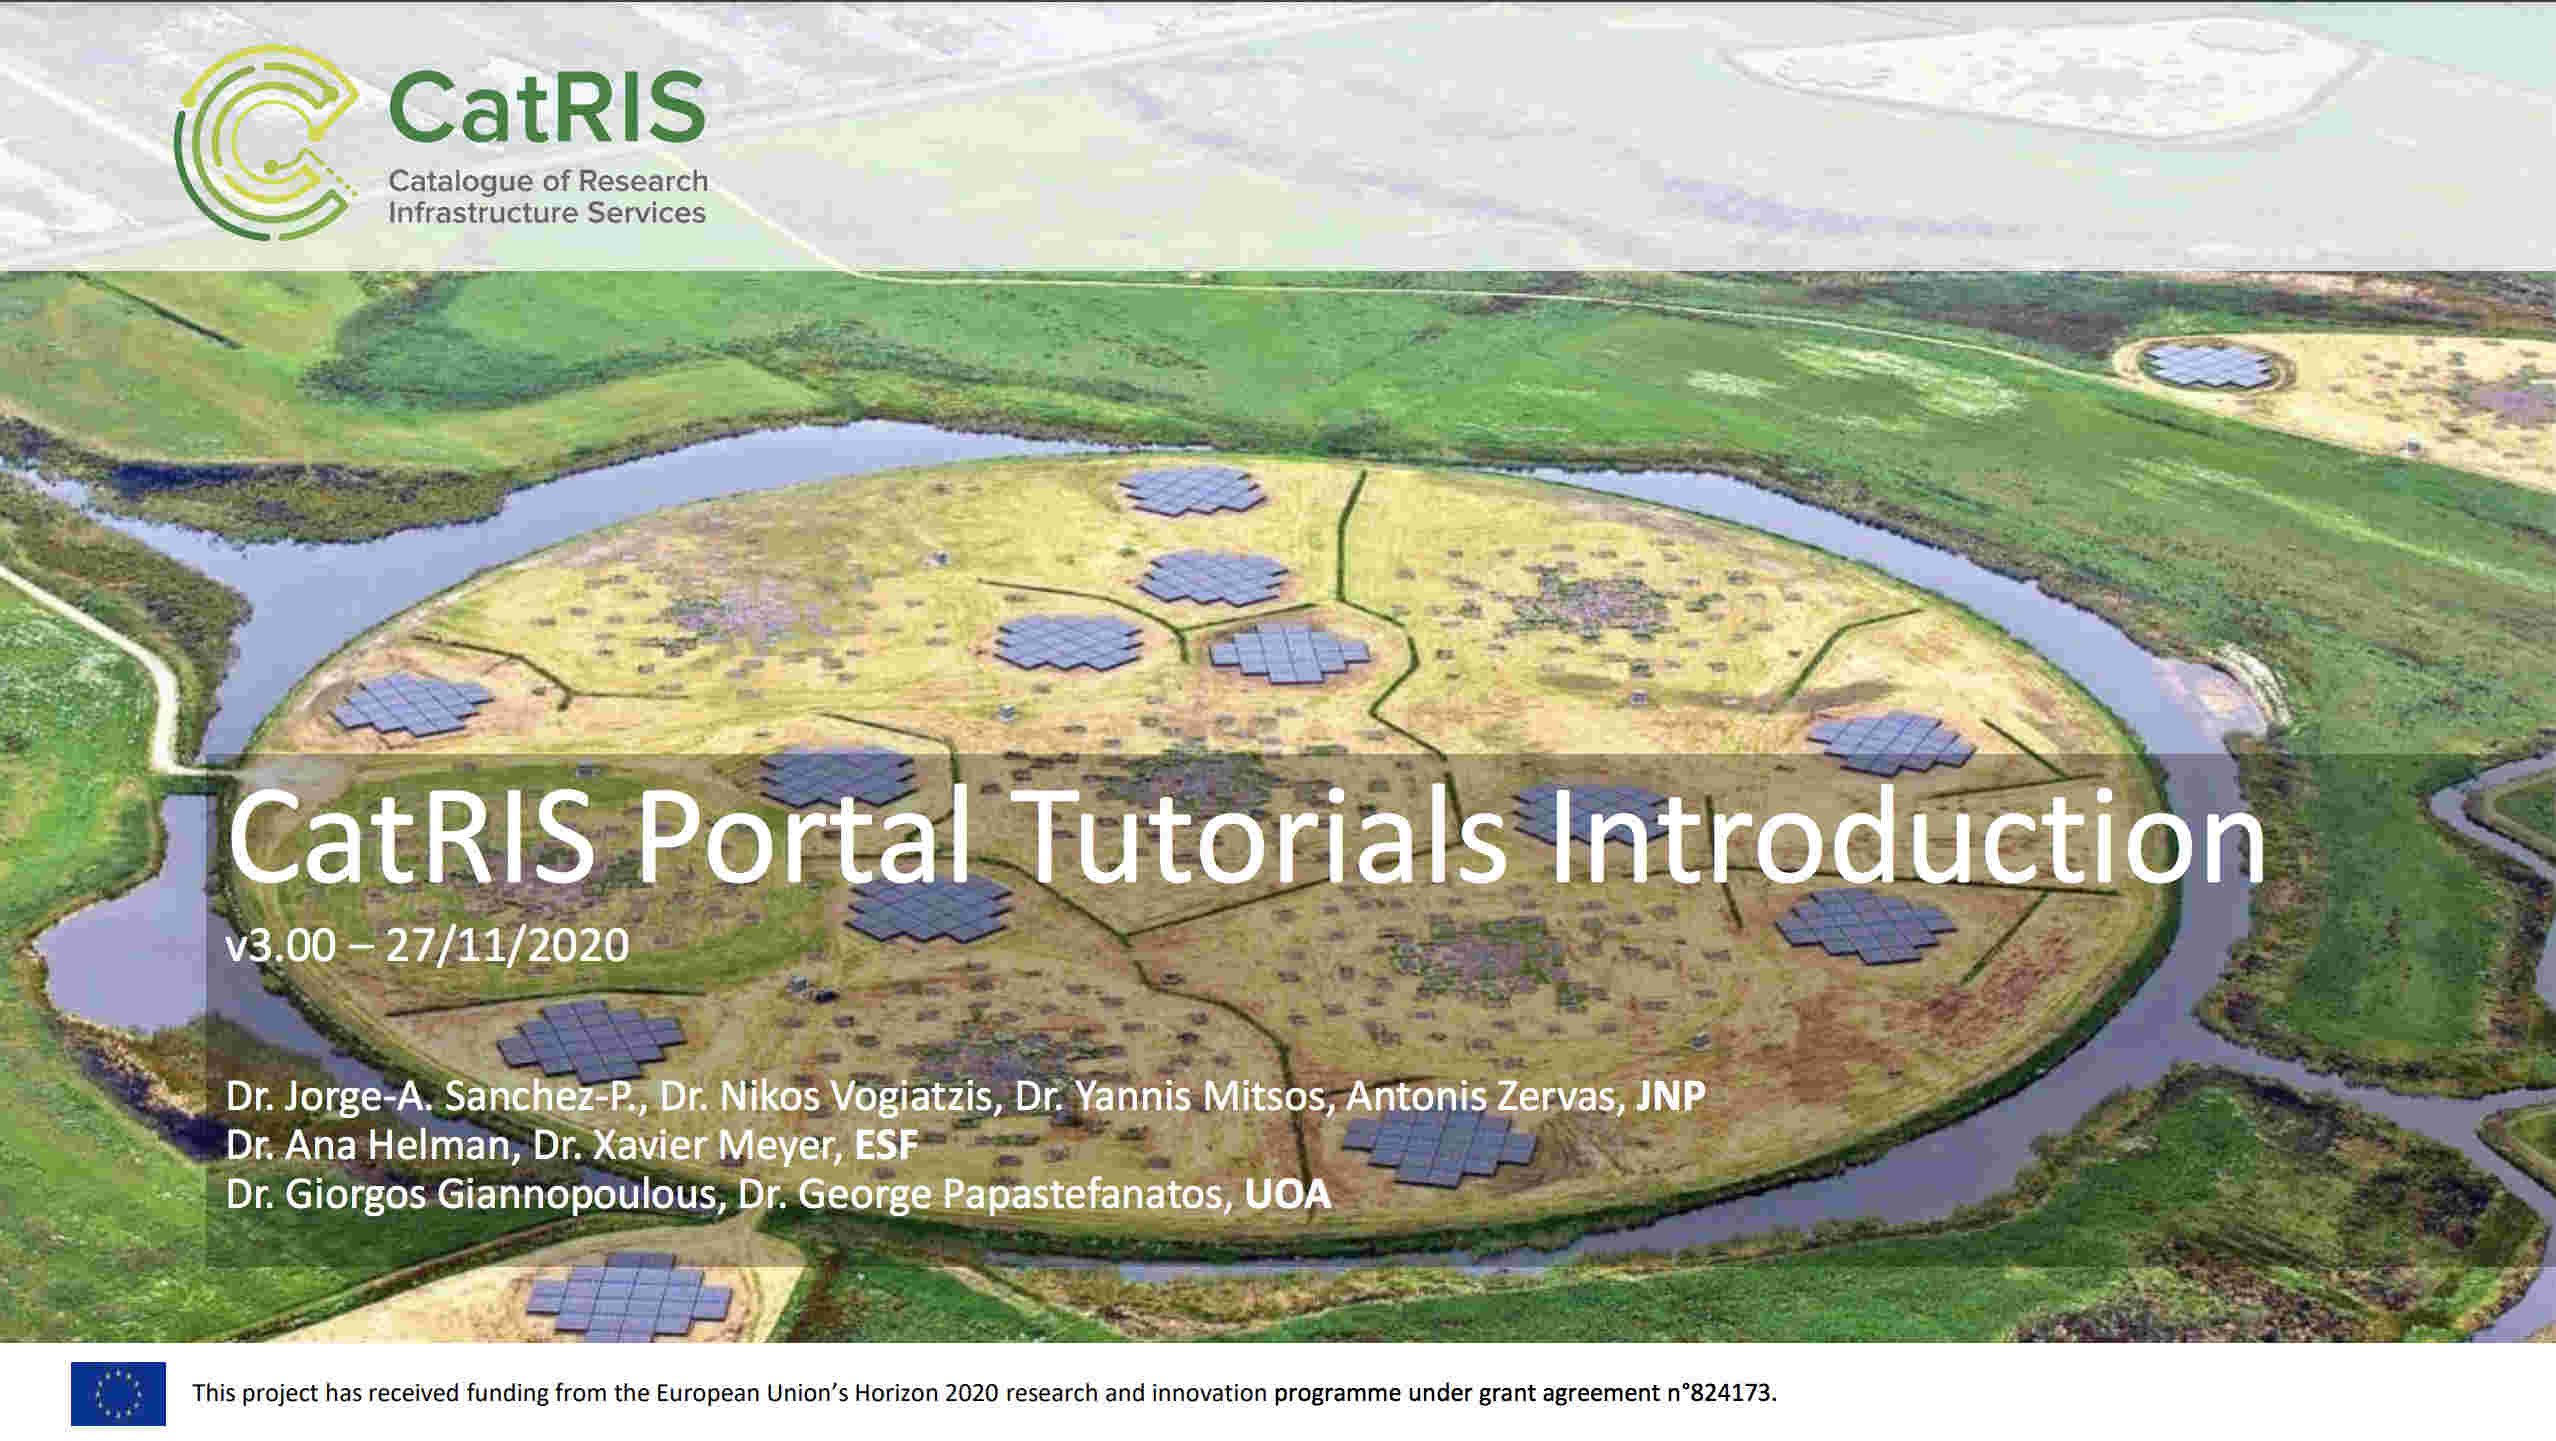 CatRIS
Catalogue of Research
Infrastructure Services
CatRIS Portal Tutorials Introduction
v3.00 – 27/11/2020
Dr. Jorge-A. Sanchez-P., Dr. Nikos Vogiatzis, Dr. Yannis Mitsos, Antonis Zervas, JNP
Dr. Ana Helman, Dr. Xavier Meyer, ESF
Dr. Giorgos Giannopoulous, Dr. George Papastefanatos, UOA
This project has received funding from the European Union’s Horizon 2020 research and innovation programme under grant agreement n°824173.